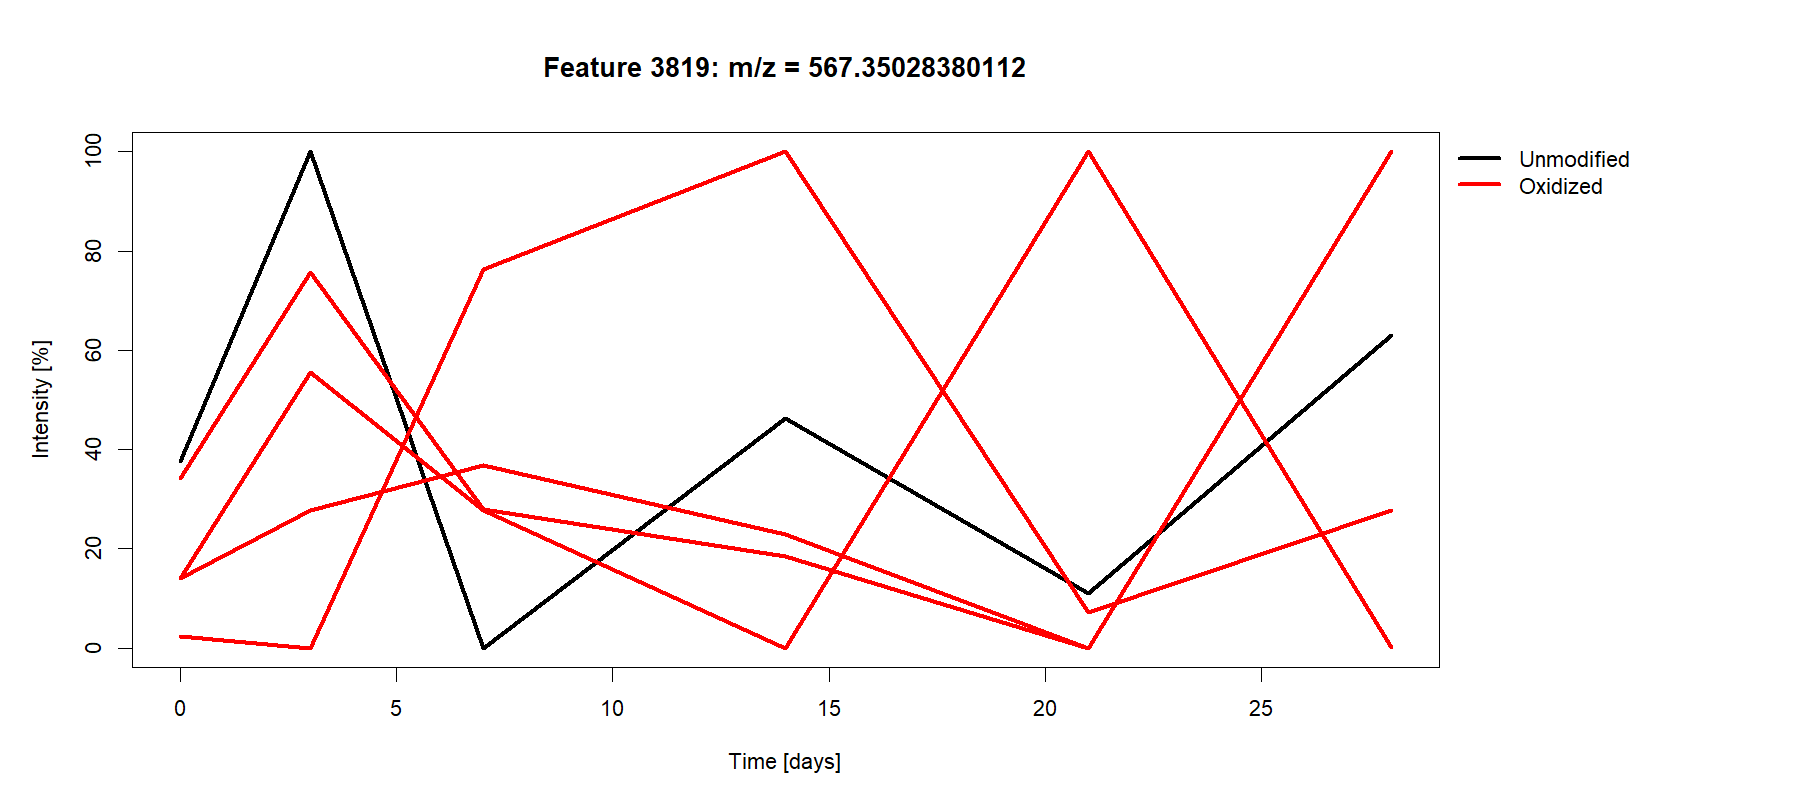 Feature 3819: m/z = 567.35028380112
Unmodified
Oxidized
Intensity [%]
100
80
60
40
20
0
0 5 10 15 20 25
Time [days]